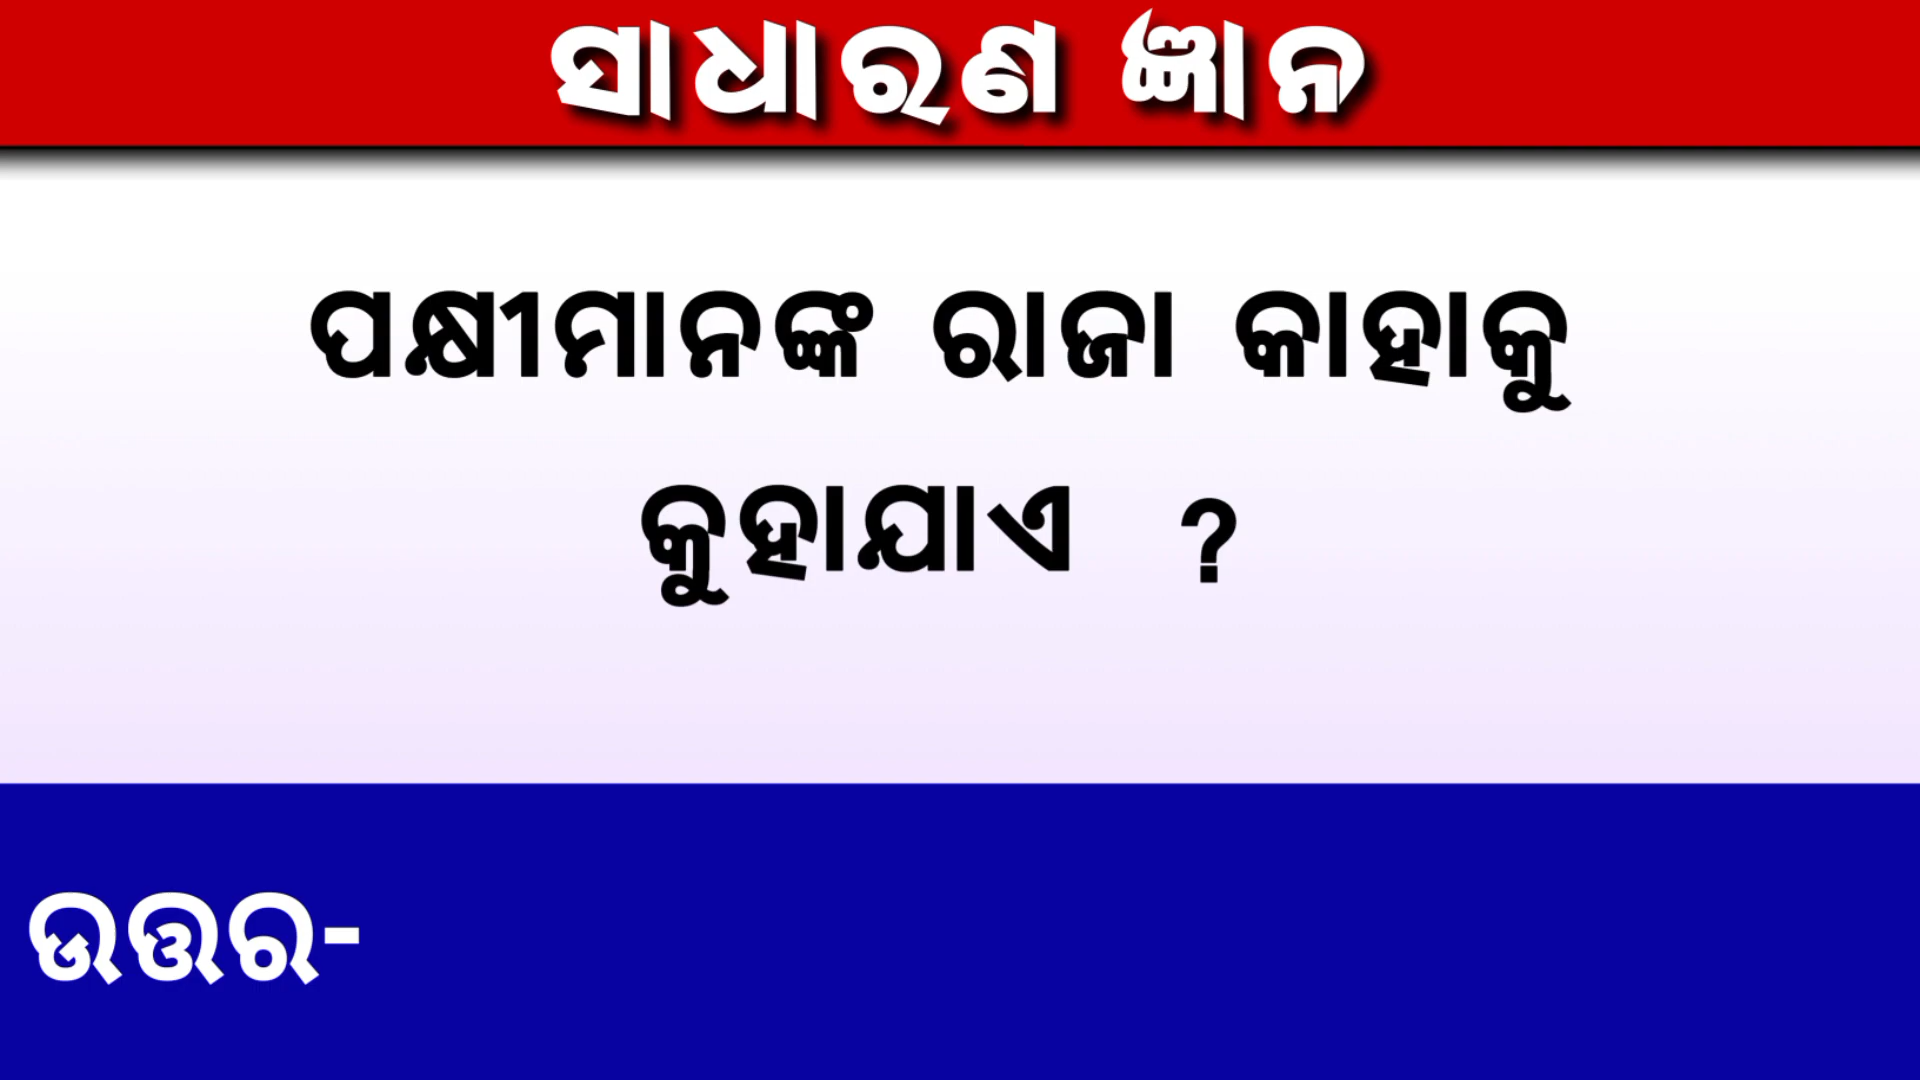 ସାଧାରଣ ଜ୍ଞାନ
ପକ୍ଷୀମାନଙ୍କ ରାଜା କାହାକୁ
କୁହାଯାଏ ?
ଉତ୍ତର-